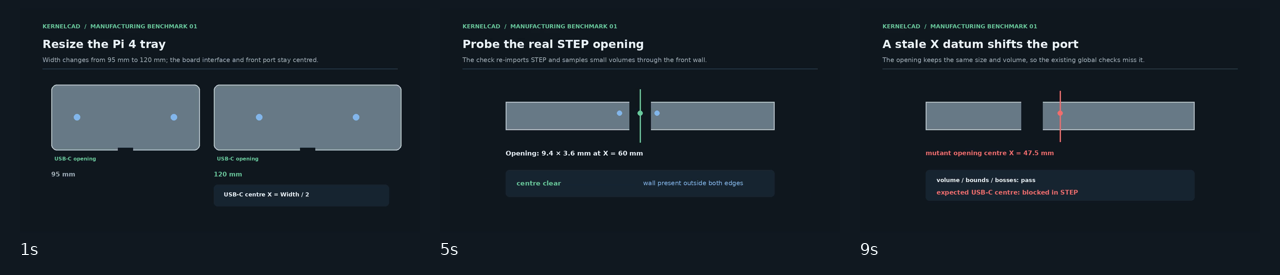 KERNELCAD / MANUFACTURING BENCHMARK 01
Resize the Pi 4 tray
Width changes from 95 mm to 120 mm; the board interface and front port stay centred.
USB-C opening
USB-C opening
95 mm
120 mm
USB-C centre X = Width / 2
1s
KERNELCAD / MANUFACTURING BENCHMARK 01
Probe the real STEP opening
The check re-imports STEP and samples small volumes through the front wall.
Opening: 9.4 × 3.6 mm at X = 60 mm
centre clear
wall present outside both edges
5s
KERNELCAD / MANUFACTURING BENCHMARK 01
A stale X datum shifts the port
The opening keeps the same size and volume, so the existing global checks miss it.
mutant opening centre X = 47.5 mm
volume / bounds / bosses: pass
expected USB-C centre: blocked in STEP
9s